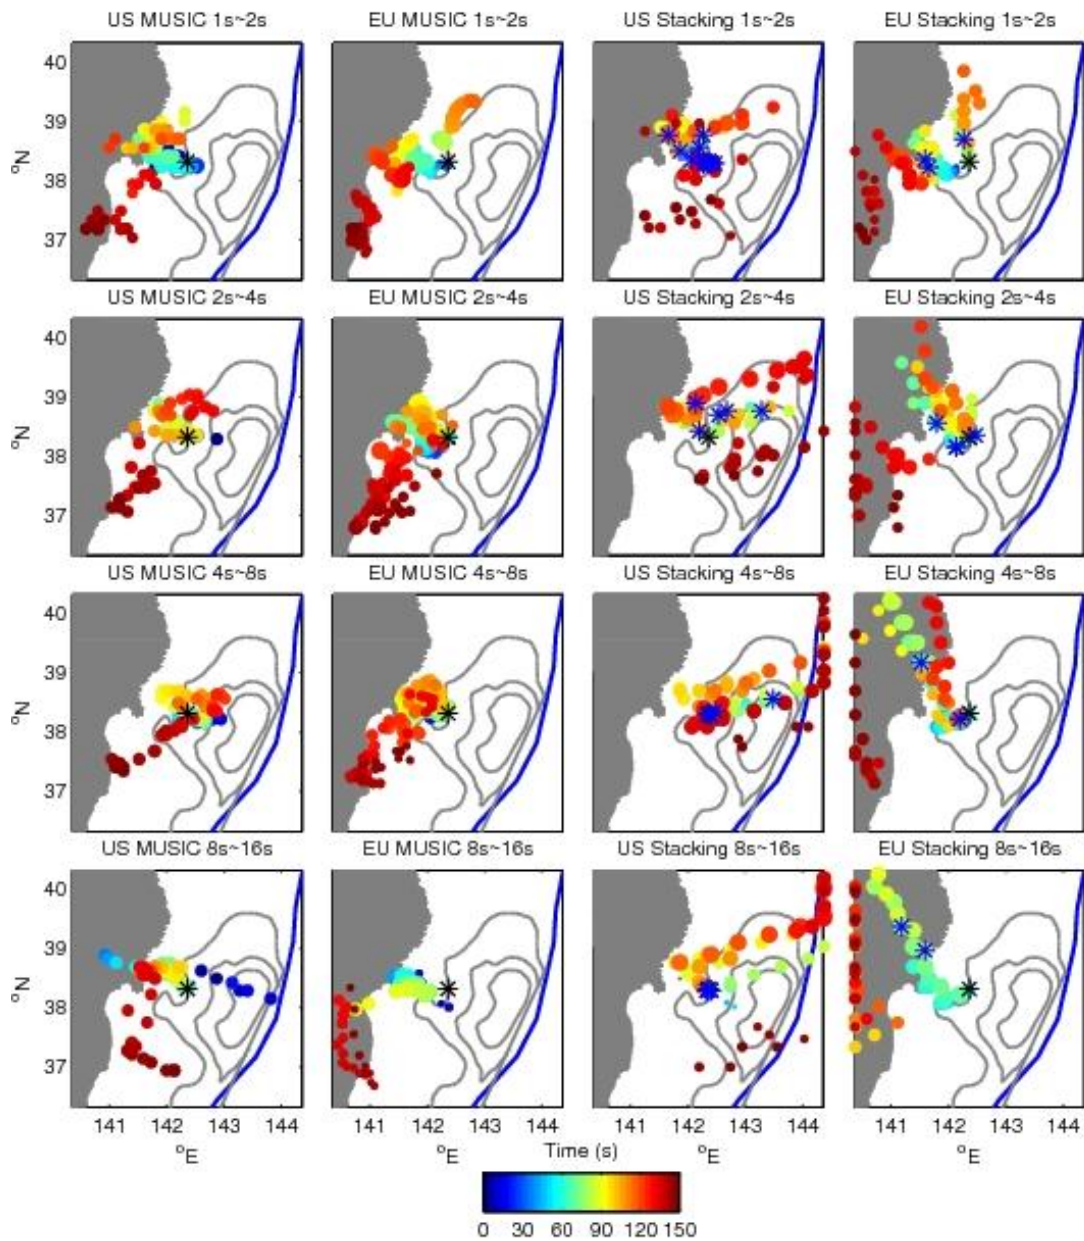 US MUSIC 1s~2s EU MUSIC 1s~2s US Stacking 1s~2s EU Stacking 1s~2s
40
39
38
37
°N
US MUSIC 2s~4s EU MUSIC 2s~4s US Stacking 2s~4s EU Stacking 2s~4s
40
39
38
37
°N
US MUSIC 4s~8s EU MUSIC 4s~8s US Stacking 4s~8s EU Stacking 4s~8s
40
39
38
37
°N
US MUSIC 8s~16s EU MUSIC 8s~16s US Stacking 8s~16s EU Stacking 8s~16s
40
39
38
37
°N
141 142 143 144 141 142 143 144 141 142 143 144 141 142 143 144
°E °E °E °E
Time (s)
0 30 60 90 120 150